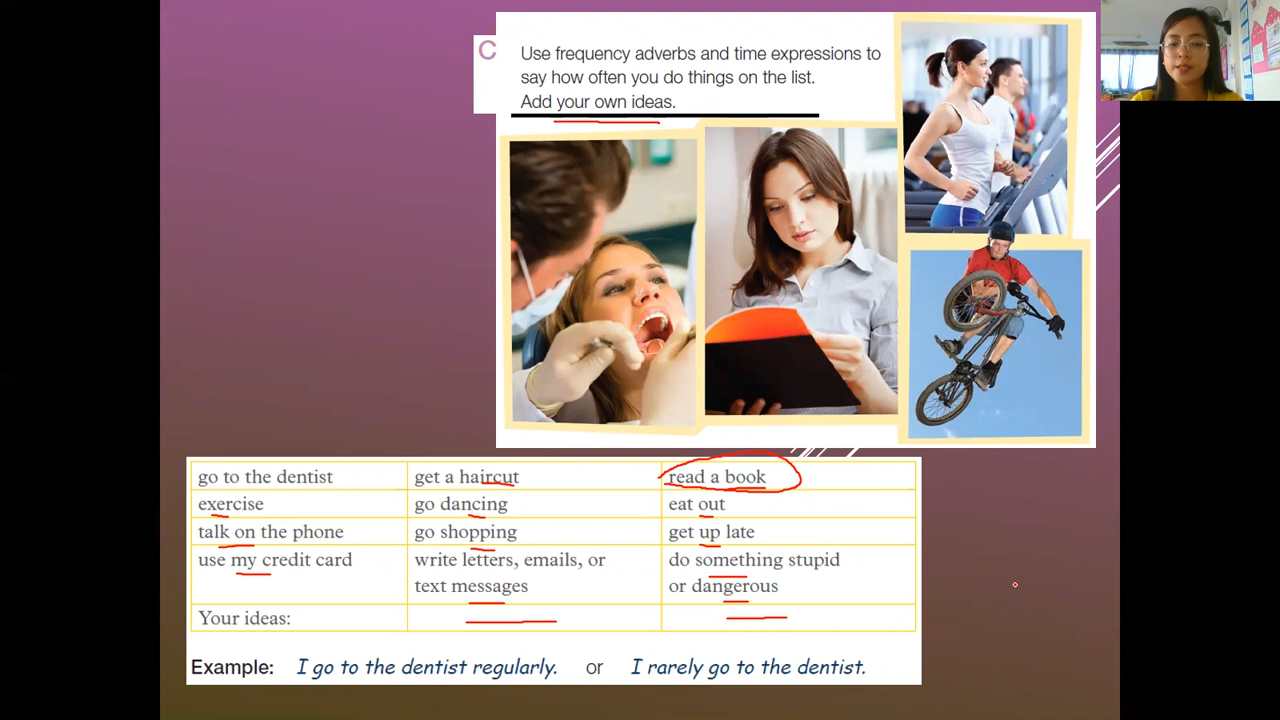 C
Use frequency adverbs and time expressions to
say how often you do things on the list.
Add your own ideas.
go to the dentist get a haircut read a book
exercise go dancing eat out
talk on the phone go shopping get up late
use my credit card write letters, emails, or do something stupid
text messages or dangerous
Your ideas:
Example: I go to the dentist regularly. or I rarely go to the dentist.